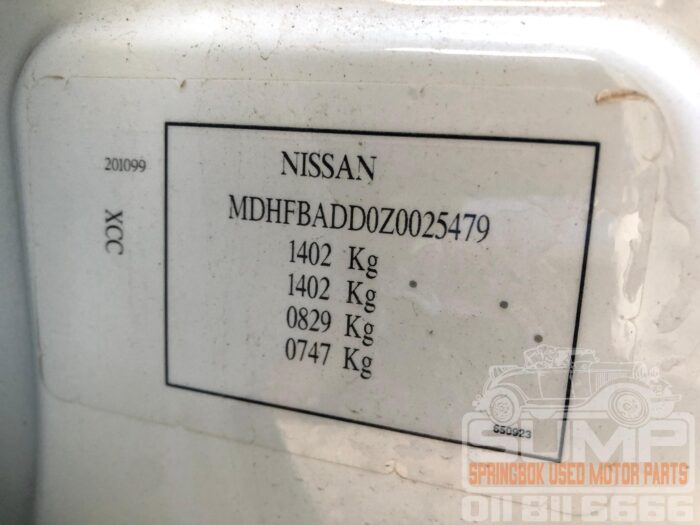 201099
XCC
NISSAN
MDHFBADD0Z0025479
1402 Kg
1402 Kg
0829 Kg
0747 Kg
650923
SUMP
SPRINGBOK USED MOTOR PARTS
011 811 6666